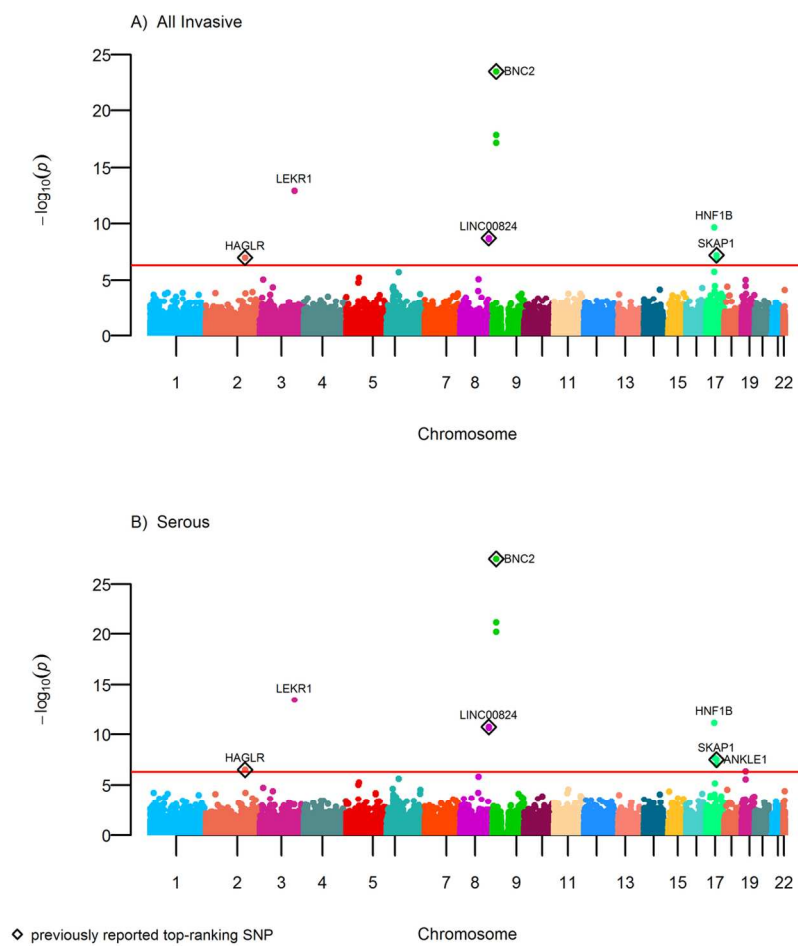 A) All Invasive
25
20
15
10
5
0
−log₁₀(p)
BNC2
LEKR1
LINC00824
HNF1B
SKAP1
HAGLR
1 2 3 4 5 7 8 9 11 13 15 17 19 22
Chromosome
B) Serous
25
20
15
10
5
0
−log₁₀(p)
BNC2
LEKR1
LINC00824
HNF1B
SKAP1
ANKLE1
HAGLR
1 2 3 4 5 7 8 9 11 13 15 17 19 22
Chromosome
previously reported top-ranking SNP